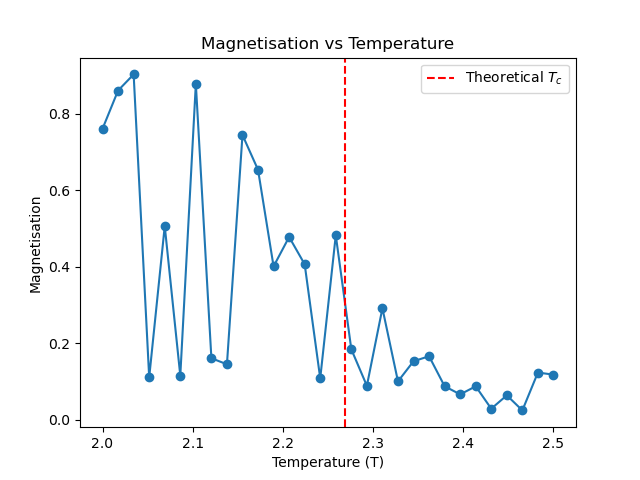 Magnetisation vs Temperature
Theoretical $T_c$
Magnetisation
0.8
0.6
0.4
0.2
0.0
2.0 2.1 2.2 2.3 2.4 2.5
Temperature (T)